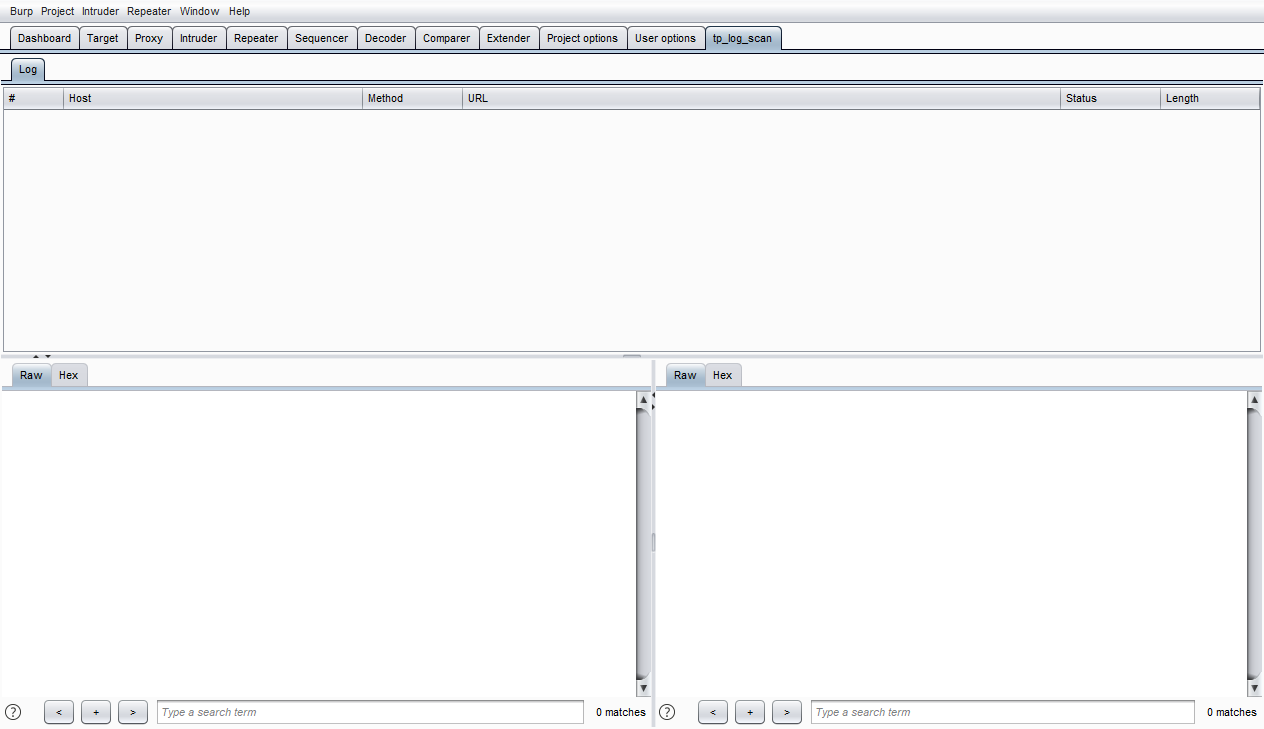 Burp Project Intruder Repeater Window Help
Dashboard Target Proxy Intruder Repeater Sequencer Decoder Comparer Extender Project options User options tp_log_scan
Log
# Host Method URL Status Length
Raw Hex Raw Hex
? < + > Type a search term 0 matches ? < + > Type a search term 0 matches